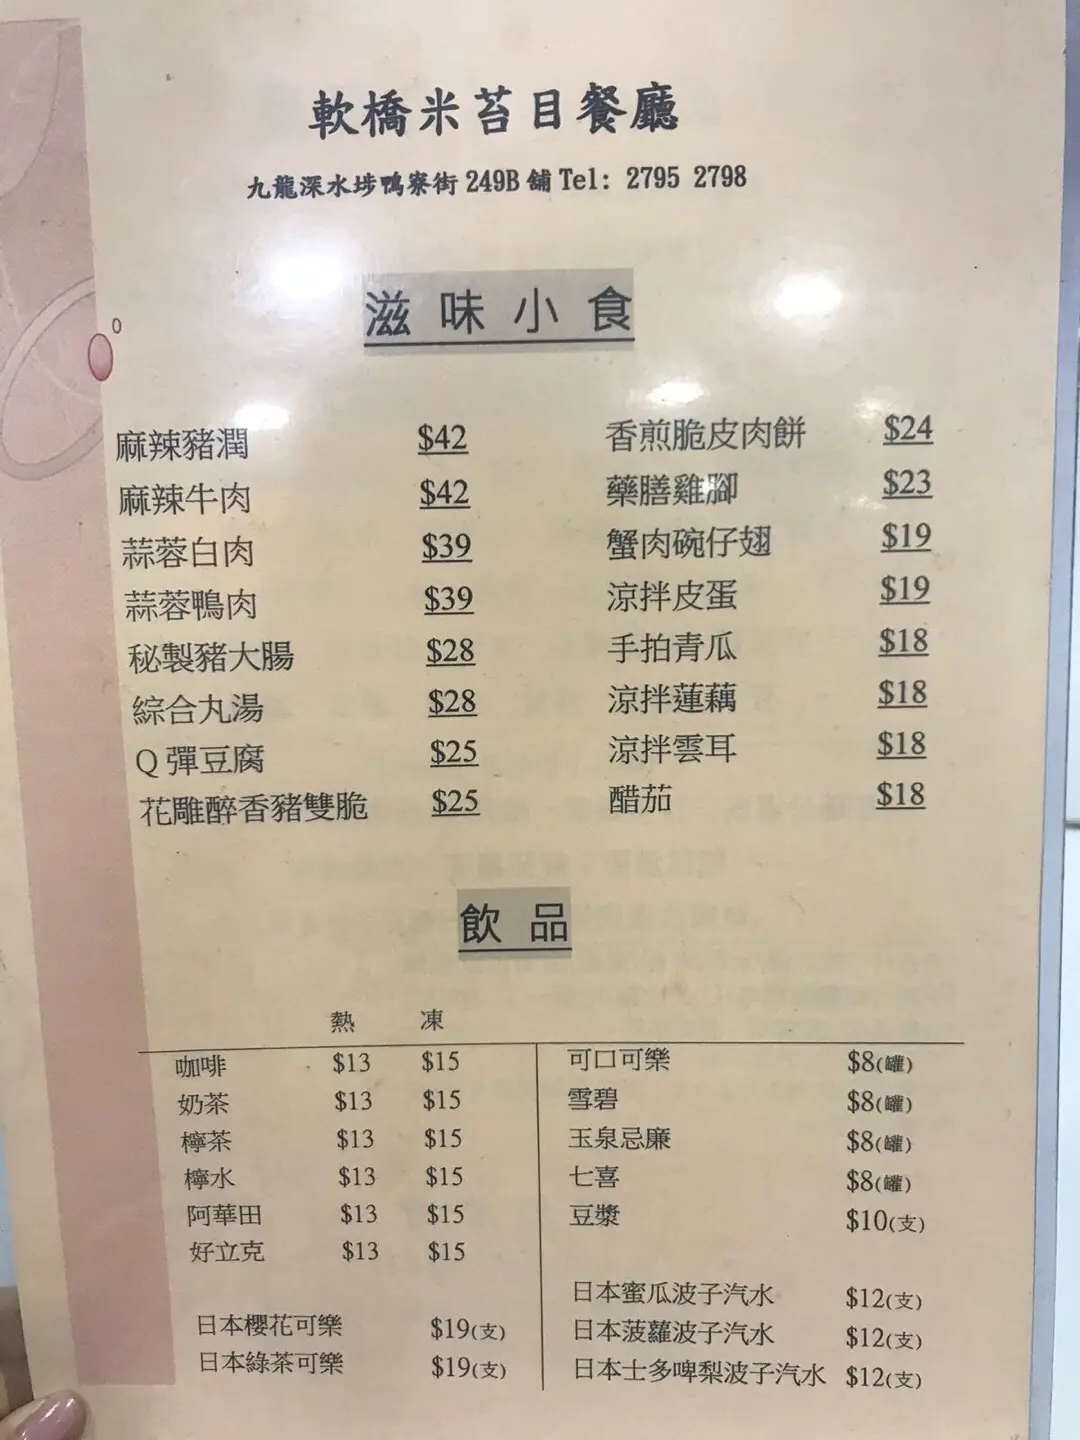 軟橋米苔目餐廳
九龍深水埗鴨寮街 249B 舖 Tel: 2795 2798
滋味小食
麻辣豬潤 $42 香煎脆皮肉餅 $24
麻辣牛肉 $42 藥膳雞腳 $23
蒜蓉白肉 $39 蟹肉碗仔翅 $19
蒜蓉鴨肉 $39 涼拌皮蛋 $19
秘製豬大腸 $28 手拍青瓜 $18
綜合丸湯 $28 涼拌蓮藕 $18
Q 彈豆腐 $25 涼拌雲耳 $18
花雕醉香豬雙脆 $25 醋茄 $18
飲品
熱 凍
咖啡 $13 $15 可口可樂 $8(罐)
奶茶 $13 $15 雪碧 $8(罐)
檸茶 $13 $15 玉泉忌廉 $8(罐)
檸水 $13 $15 七喜 $8(罐)
阿華田 $13 $15 豆漿 $10(支)
好立克 $13 $15
日本蜜瓜波子汽水 $12(支)
日本櫻花可樂 $19(支) 日本菠蘿波子汽水 $12(支)
日本綠茶可樂 $19(支) 日本士多啤梨波子汽水 $12(支)